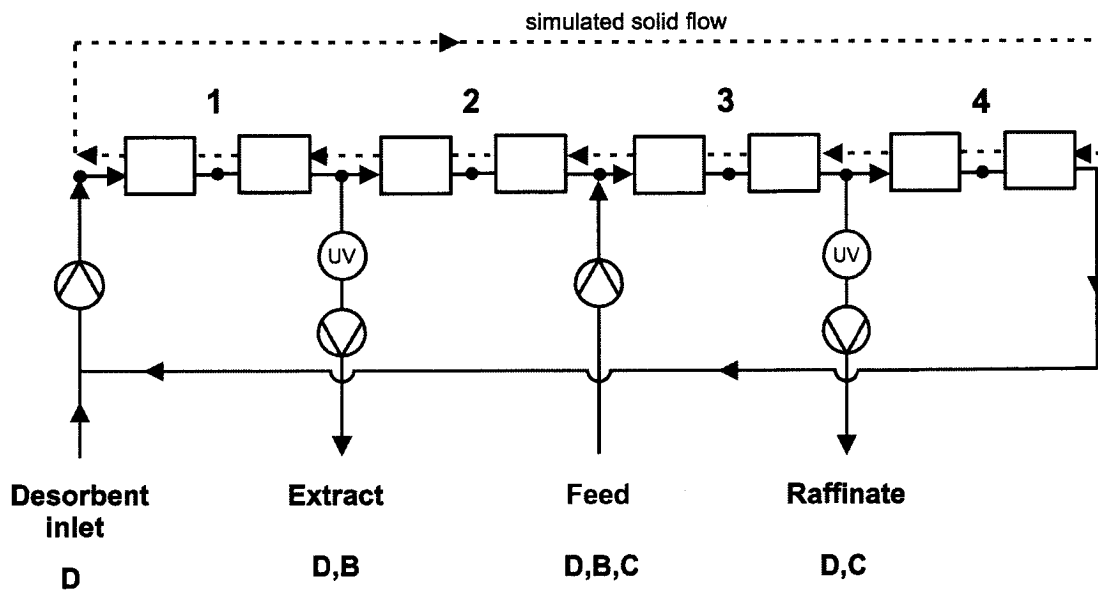 simulated solid flow
1 2 3 4
UV UV
Desorbent Extract Feed Raffinate
inlet
D D,B D,B,C D,C